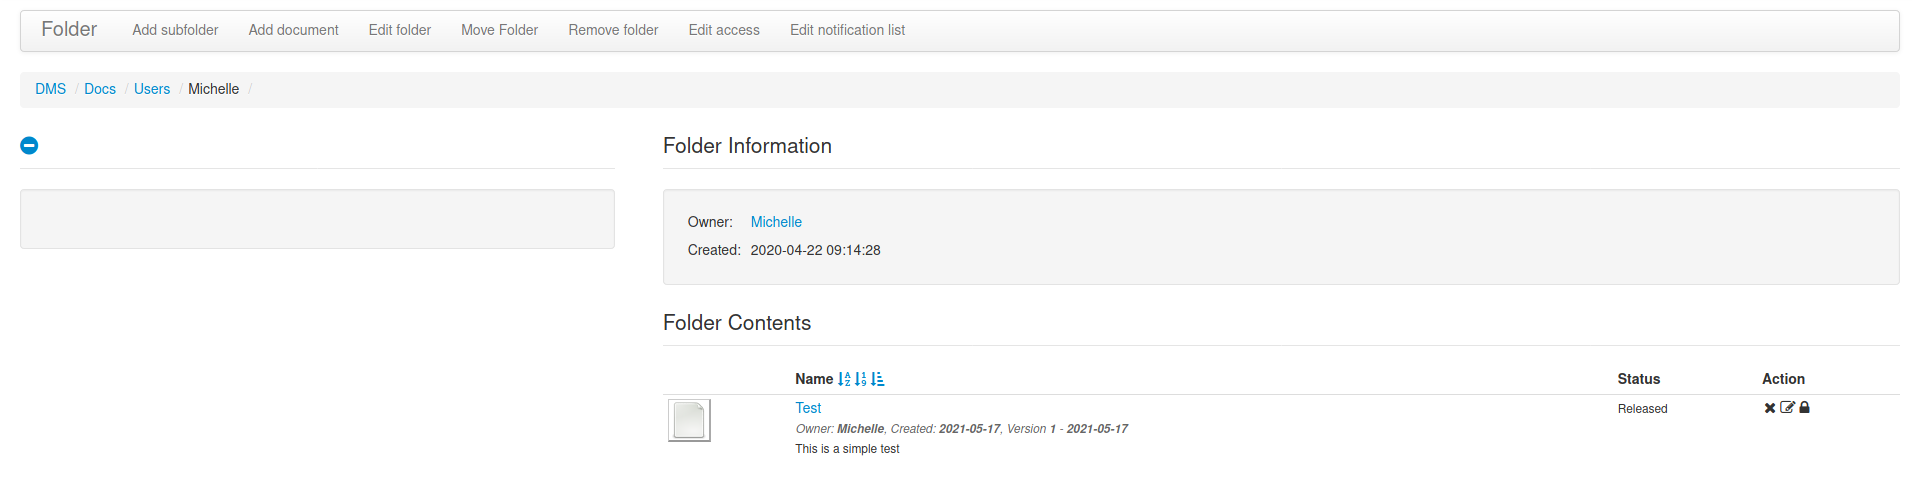 Folder Add subfolder Add document Edit folder Move Folder Remove folder Edit access Edit notification list
DMS / Docs / Users / Michelle /
Folder Information
Owner: Michelle
Created: 2020-04-22 09:14:28
Folder Contents
Name Status Action
Test Released
Owner: Michelle, Created: 2021-05-17, Version 1 - 2021-05-17
This is a simple test